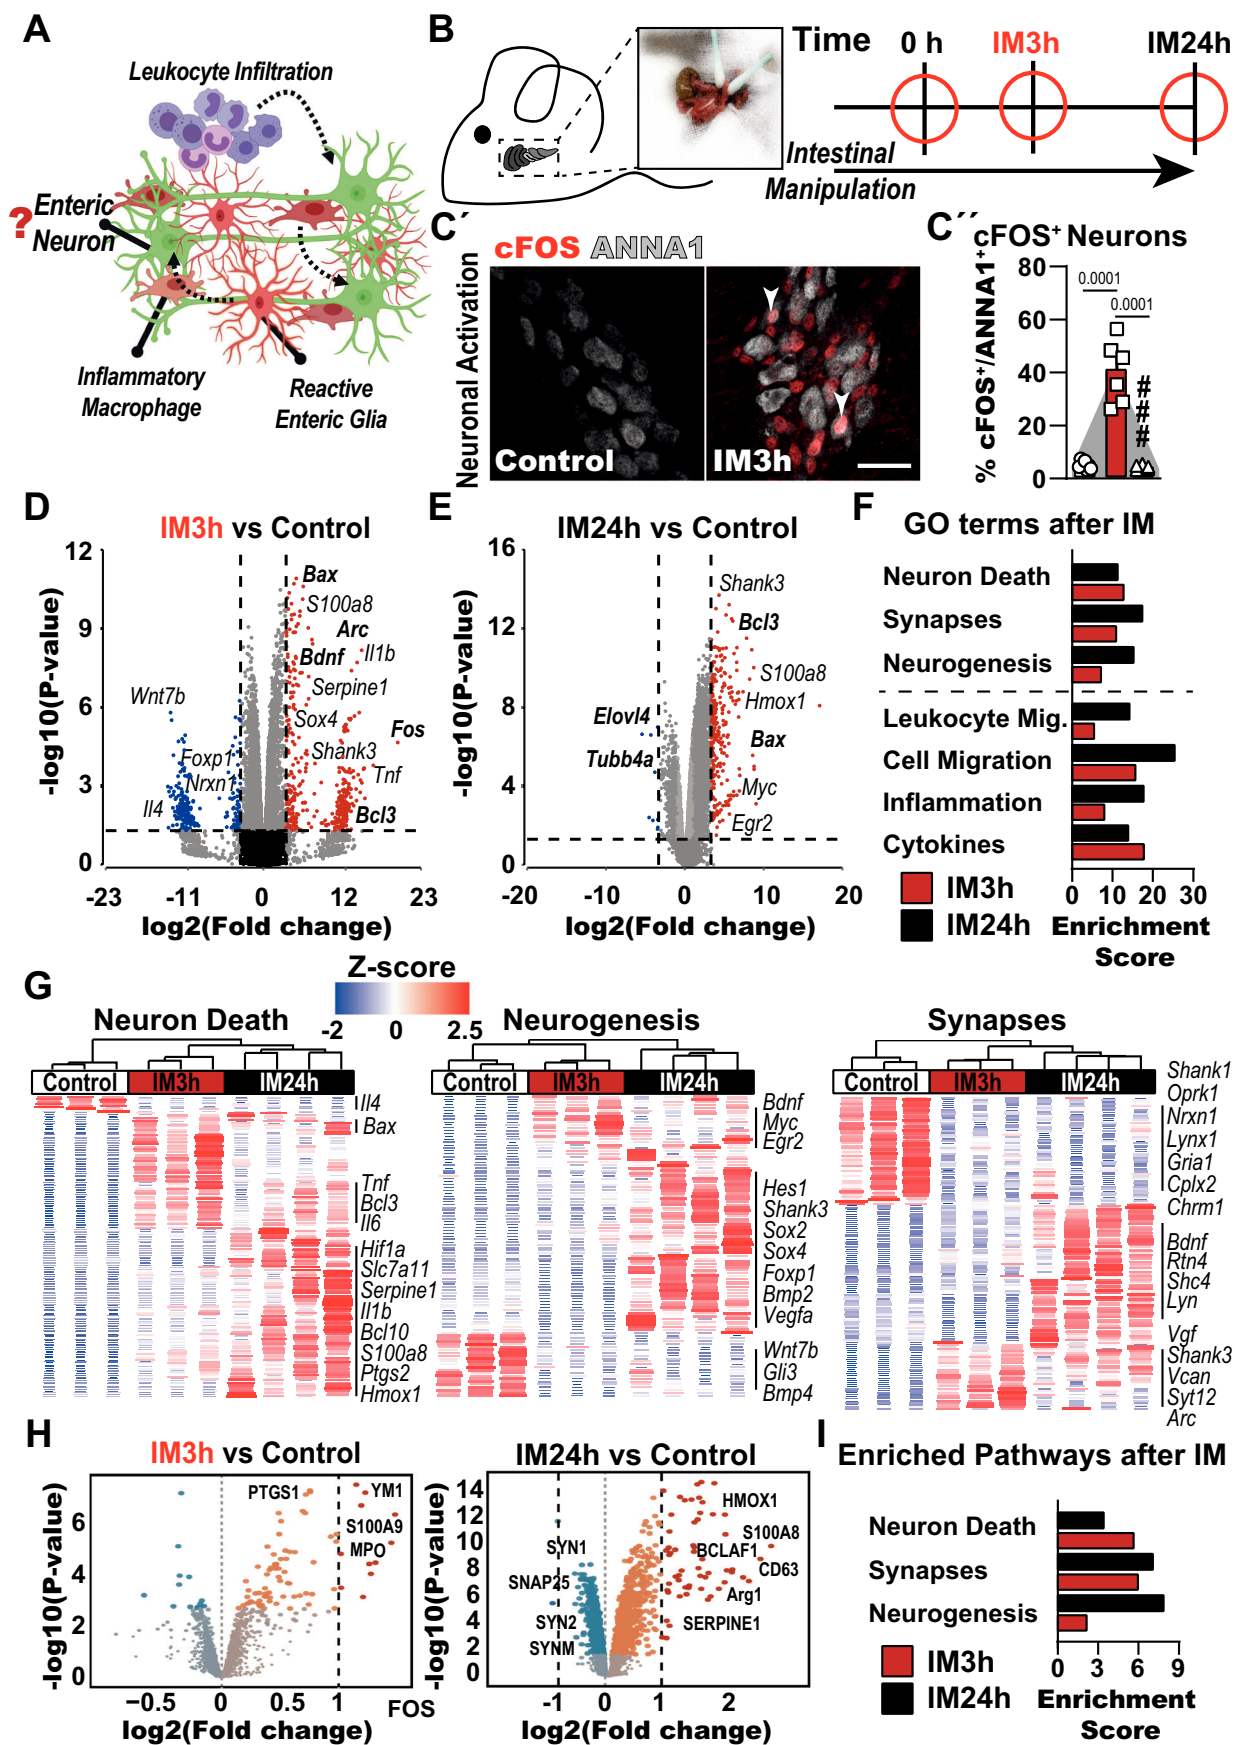 A
Leukocyte Infiltration
? Enteric
Neuron
Inflammatory
Macrophage
Reactive
Enteric Glia
B
Time 0 h IM3h IM24h
Intestinal
Manipulation
C´
cFOS ANNA1
Neuronal Activation
Control
IM3h
C´´
cFOS+ Neurons
% cFOS+/ANNA1+
80
60
40
20
0
0.0001
0.0001
###
D
IM3h vs Control
-log10(P-value)
12
9
6
3
0
-23 -11 0 12 23
log2(Fold change)
Bax
S100a8
Arc
Bdnf
Il1b
Serpine1
Wnt7b
Sox4
Fos
Foxp1
Shank3
Nrxn1
Tnf
Il4
Bcl3
E
IM24h vs Control
-log10(P-value)
16
12
8
4
0
-20 -10 0 10 20
log2(Fold change)
Shank3
Bcl3
S100a8
Hmox1
Elovl4
Bax
Tubb4a
Myc
Egr2
F
GO terms after IM
Neuron Death
Synapses
Neurogenesis
Leukocyte Mig.
Cell Migration
Inflammation
Cytokines
IM3h
IM24h
0 10 20 30
Enrichment
Score
G
Z-score
-2 0 2.5
Neuron Death
Control IM3h IM24h
Il4
Bax
Tnf
Bcl3
Il6
Hif1a
Slc7a11
Serpine1
Il1b
Bcl10
S100a8
Ptgs2
Hmox1
Neurogenesis
Control IM3h IM24h
Bdnf
Myc
Egr2
Hes1
Shank3
Sox2
Sox4
Foxp1
Bmp2
Vegfa
Wnt7b
Gli3
Bmp4
Synapses
Control IM3h IM24h
Shank1
Oprk1
Nrxn1
Lynx1
Gria1
Cplx2
Chrm1
Bdnf
Rtn4
Shc4
Lyn
Vgf
Shank3
Vcan
Syt12
Arc
H
IM3h vs Control
-log10(P-value)
6
4
2
0
−0.5 0 0.5 1
FOS
log2(Fold change)
PTGS1
YM1
S100A9
MPO
IM24h vs Control
-log10(P-value)
14
12
10
8
6
4
2
0
-1 0 1 2
log2(Fold change)
HMOX1
S100A8
SYN1
BCLAF1
CD63
SNAP25
Arg1
SYN2
SERPINE1
SYNM
I
Enriched Pathways after IM
Neuron Death
Synapses
Neurogenesis
IM3h
IM24h
0 3 6 9
Enrichment
Score